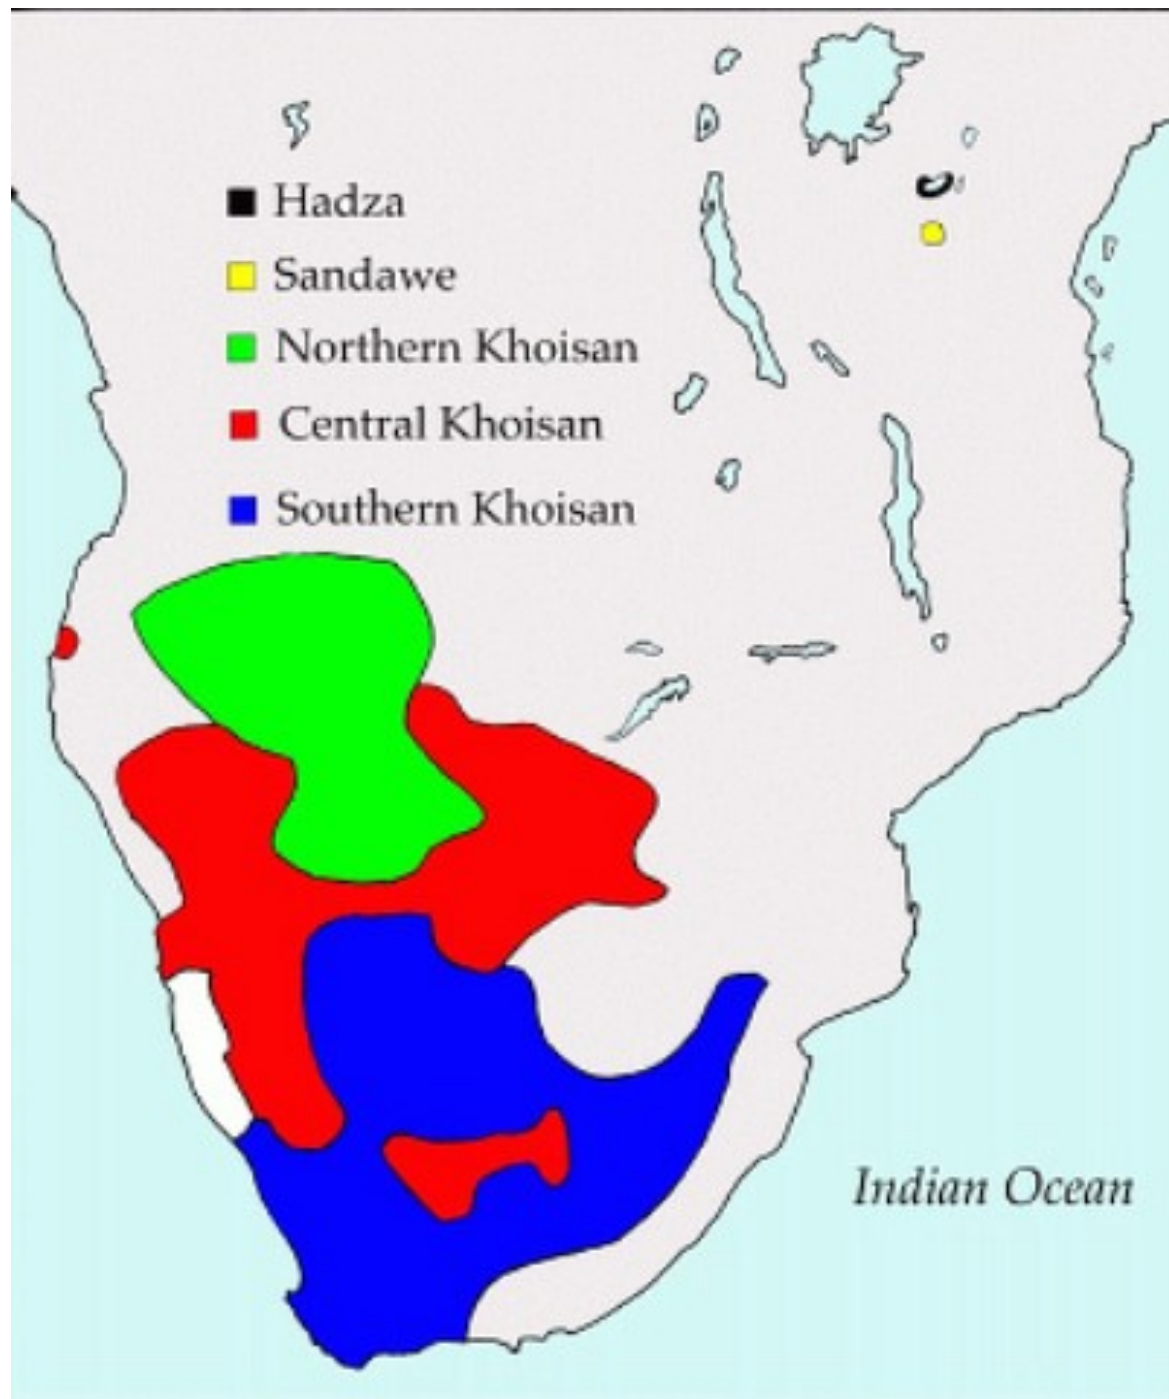 Hadza
Sandawe
Northern Khoisan
Central Khoisan
Southern Khoisan
Indian Ocean